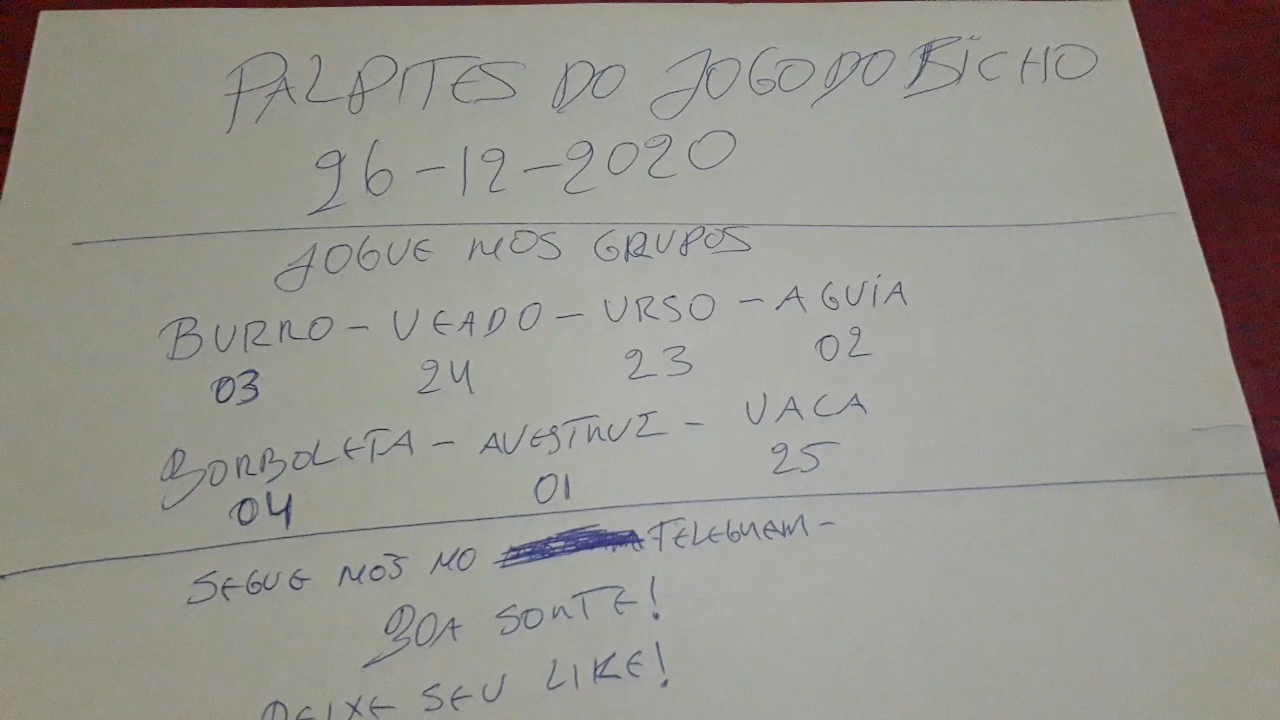 PALPITES DO JOGO DO BICHO
26-12-2020
JOGUE NOS GRUPOS
BURRO - VEADO - URSO - AGUIA
03 24 23 02
BORBOLETA - AVESTRUZ - VACA
04 01 25
SEGUE NOS NO TELEGRAM -
BOA SORTE!
DEIXE SEU LIKE!